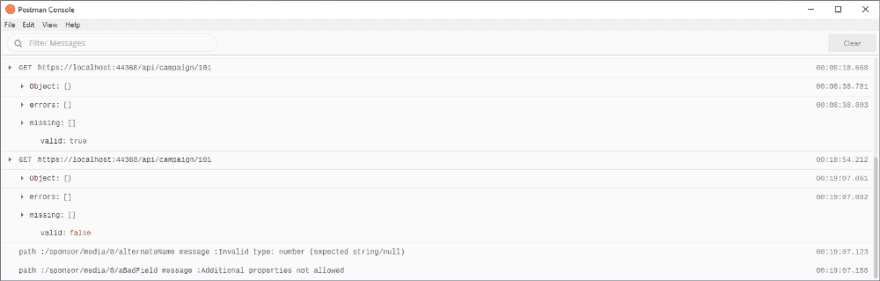 Postman Console
File Edit View Help
Filter Messages Clear
GET https://localhost:44368/api/campaign/101 00:00:10.668
Object: {} 00:08:38.781
errors: [] 00:08:38.803
missing: []
valid: true
GET https://localhost:44368/api/campaign/101 00:18:54.212
Object: {} 00:19:07.061
errors: [] 00:19:07.082
missing: []
valid: false
path :/sponsor/media/0/alternateName message :Invalid type: number (expected string/null) 00:19:07.123
path :/sponsor/media/0/aBadField message :Additional properties not allowed 00:19:07.158